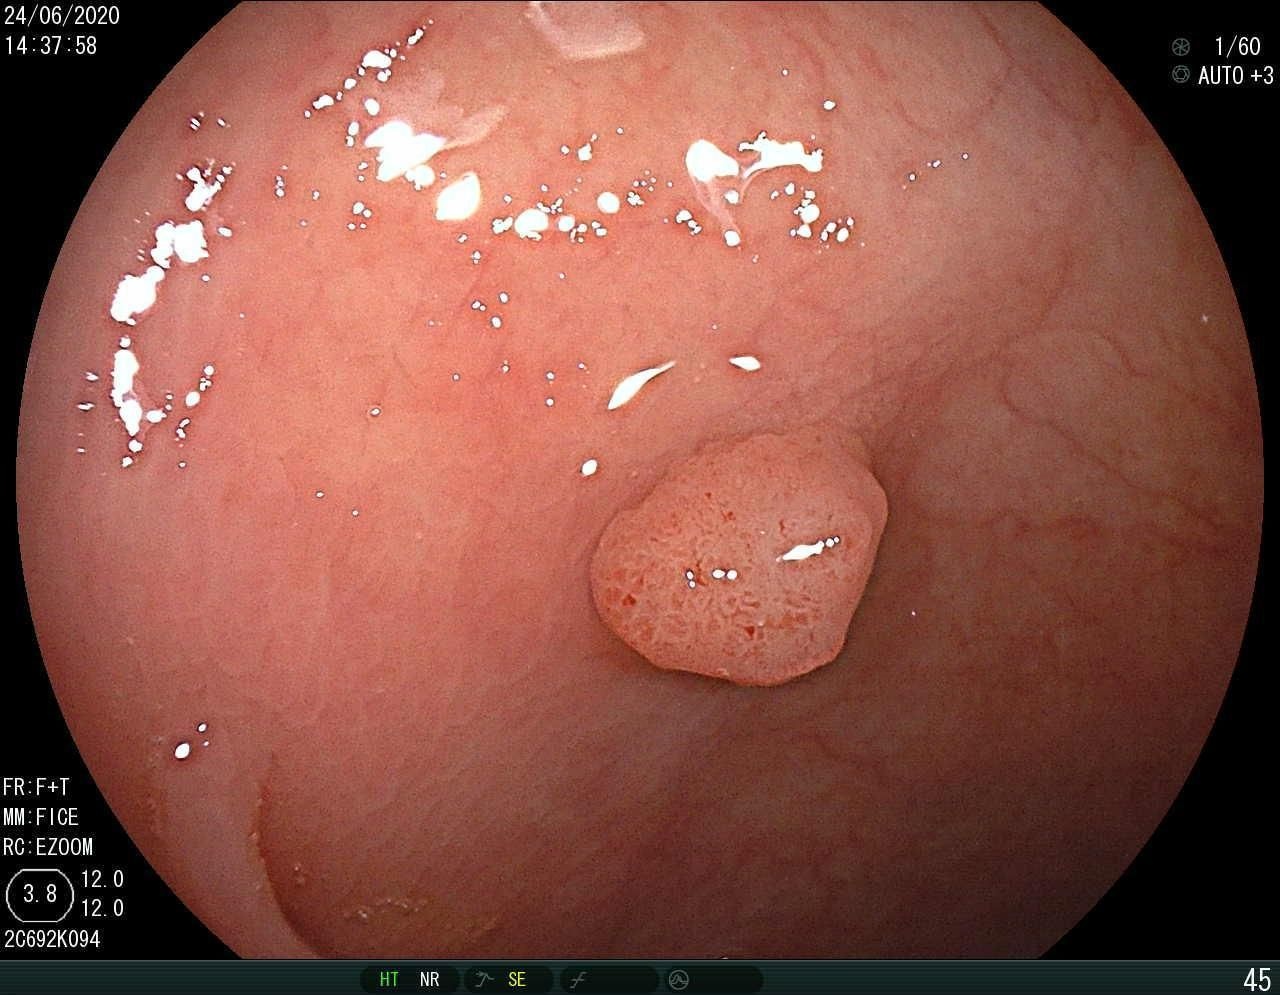 24/06/2020
14:37:58
1/60
AUTO +3
FR:F+T
MM:FICE
RC:EZOOM
3.8
12.0
12.0
2C692K094
HT NR SE
45